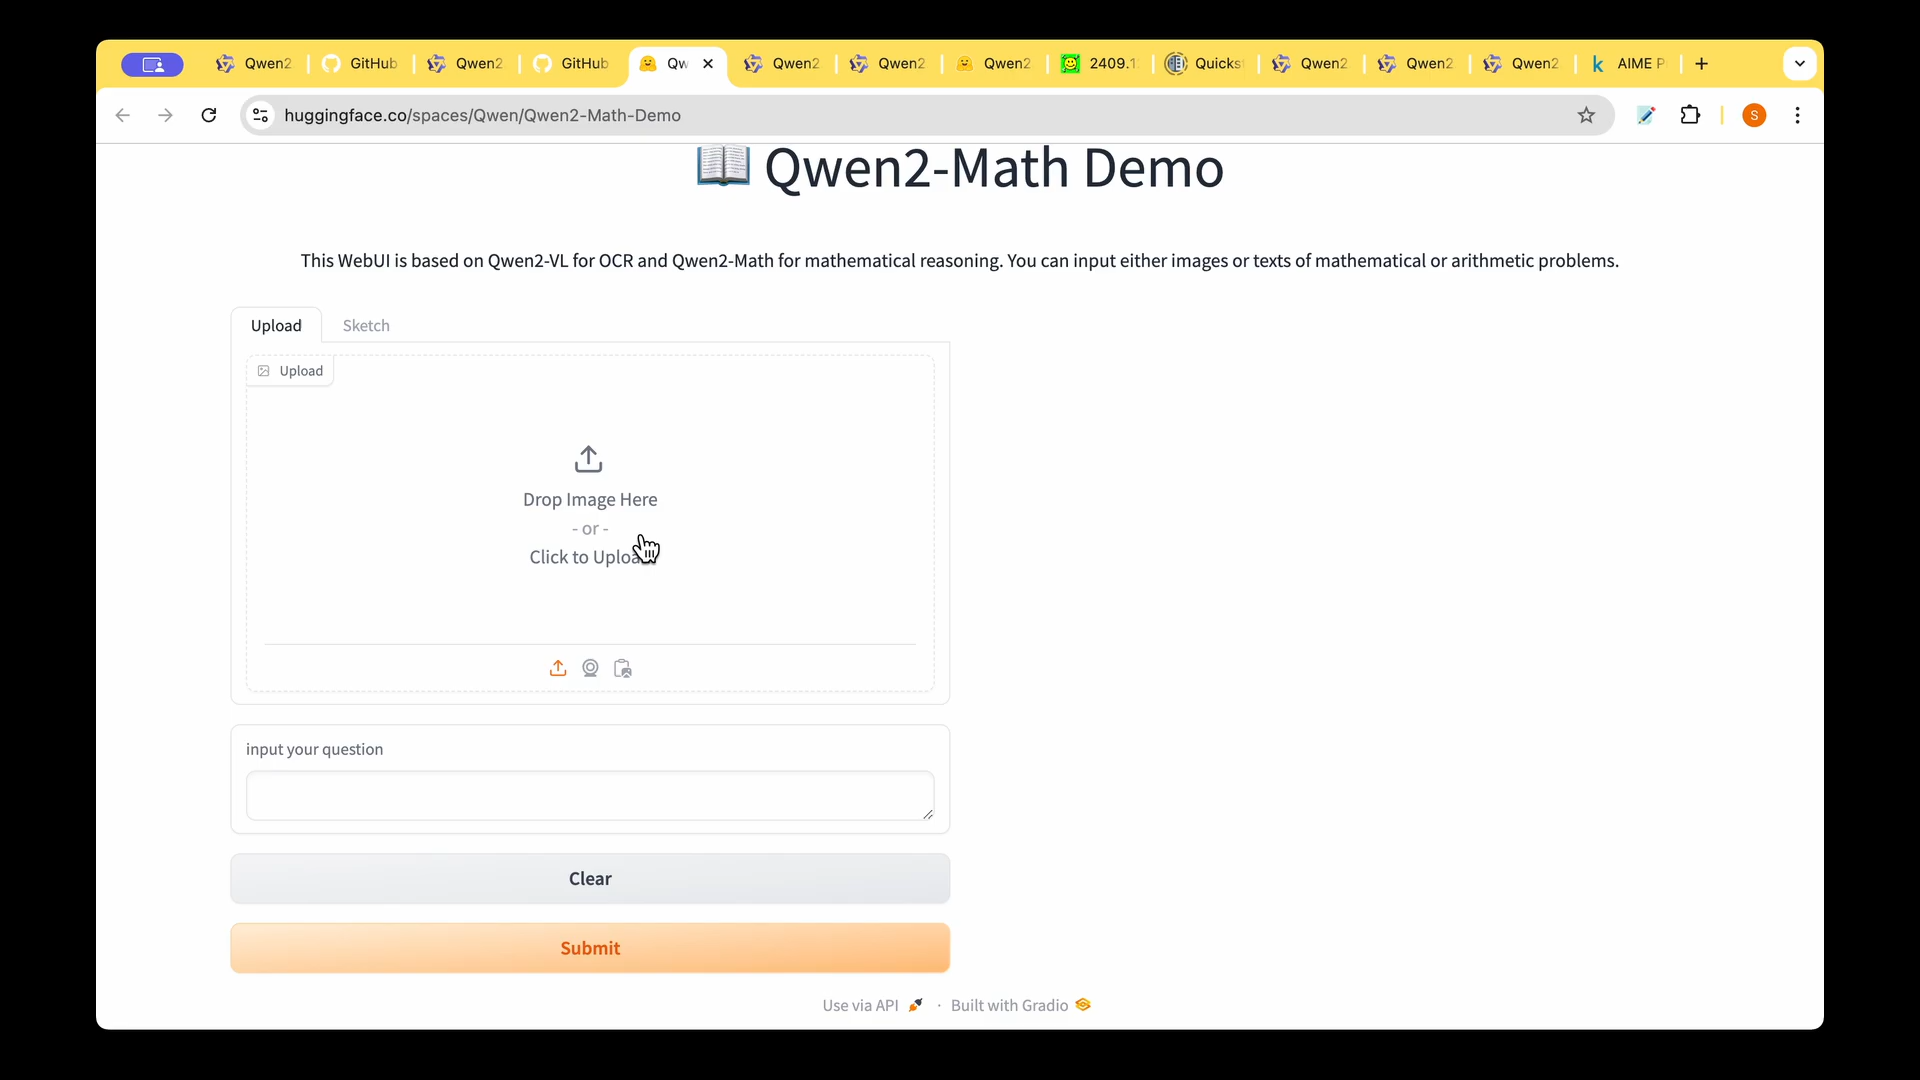 Qwen2
GitHub
Qwen2
GitHub
Qw
Qwen2
Qwen2
Qwen2
2409.1
Quicks
Qwen2
Qwen2
Qwen2
k
AIME P
huggingface.co/spaces/Qwen/Qwen2-Math-Demo
S
Qwen2-Math Demo
This WebUI is based on Qwen2-VL for OCR and Qwen2-Math for mathematical reasoning. You can input either images or texts of mathematical or arithmetic problems.
Upload
Sketch
Upload
Drop Image Here
- or -
Click to Uploa
input your question
Clear
Submit
Use via API
· Built with Gradio